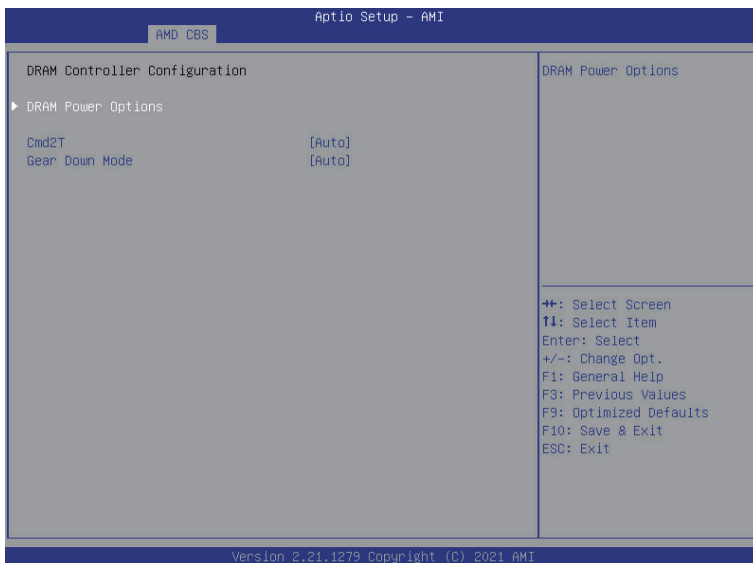 Aptio Setup – AMI
AMD CBS
DRAM Controller Configuration
DRAM Power Options
Cmd2T [Auto]
Gear Down Mode [Auto]
DRAM Power Options
→←: Select Screen
↑↓: Select Item
Enter: Select
+/-: Change Opt.
F1: General Help
F3: Previous Values
F9: Optimized Defaults
F10: Save & Exit
ESC: Exit
Version 2.21.1279 Copyright (C) 2021 AMI